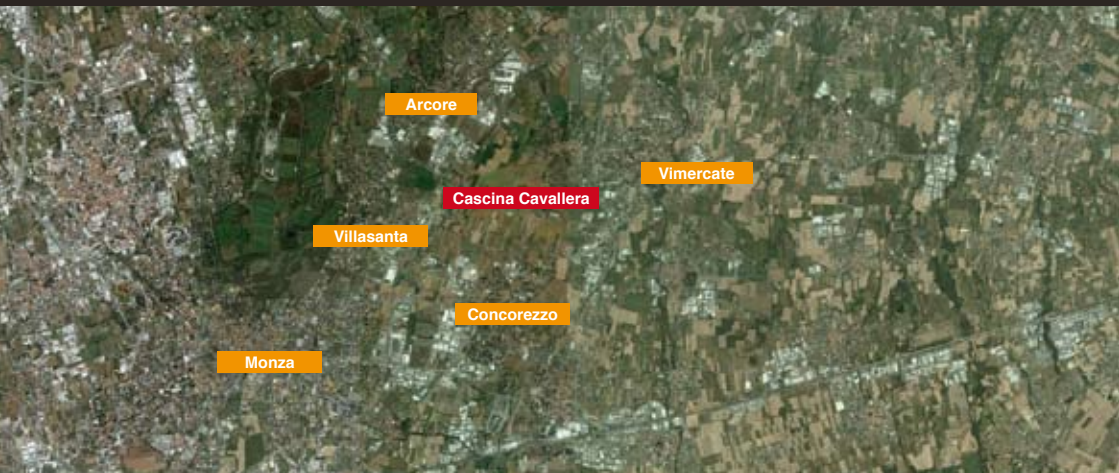 Arcore
Vimercate
Cascina Cavallera
Villasanta
Concorezzo
Monza